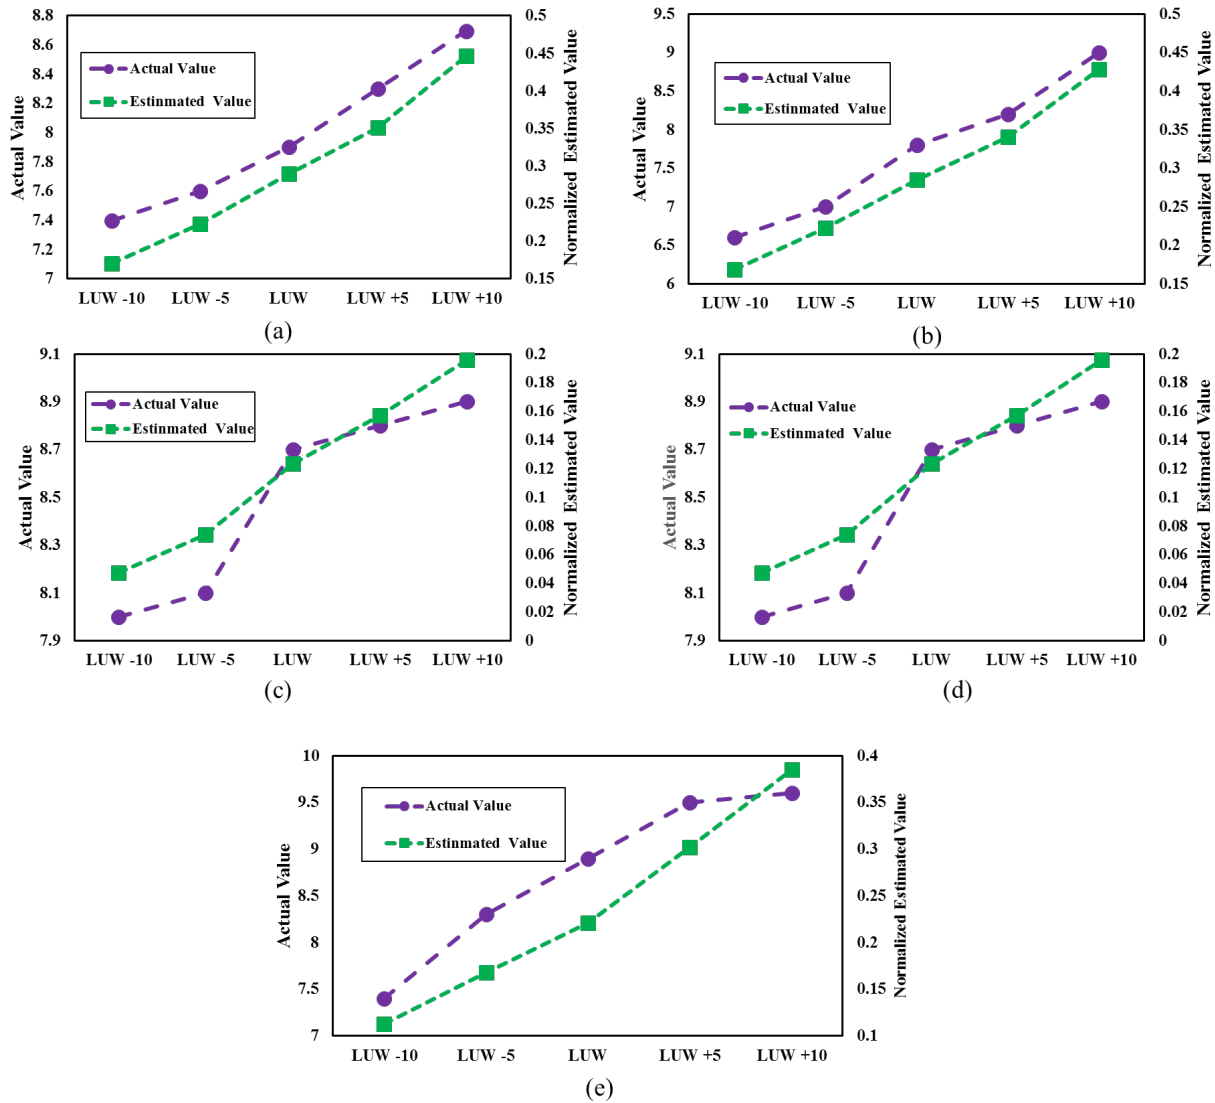 8.8
8.6
8.4
8.2
8
7.8
7.6
7.4
7.2
7
Actual Value
Actual Value
Estinmated Value
0.5
0.45
0.4
0.35
0.3
0.25
0.2
0.15
Normalized Estimated Value
LUW -10 LUW -5 LUW LUW +5 LUW +10
(a)
9.5
9
8.5
8
7.5
7
6.5
6
Actual Value
Actual Value
Estinmated Value
0.5
0.45
0.4
0.35
0.3
0.25
0.2
0.15
Normalized Estimated Value
LUW -10 LUW -5 LUW LUW +5 LUW +10
(b)
9.1
8.9
8.7
8.5
8.3
8.1
7.9
Actual Value
Actual Value
Estinmated Value
0.2
0.18
0.16
0.14
0.12
0.1
0.08
0.06
0.04
0.02
0
Normalized Estimated Value
LUW -10 LUW -5 LUW LUW +5 LUW +10
(c)
9.1
8.9
8.7
8.5
8.3
8.1
7.9
Actual Value
Actual Value
Estinmated Value
0.2
0.18
0.16
0.14
0.12
0.1
0.08
0.06
0.04
0.02
0
Normalized Estimated Value
LUW -10 LUW -5 LUW LUW +5 LUW +10
(d)
10
9.5
9
8.5
8
7.5
7
Actual Value
Actual Value
Estinmated Value
0.4
0.35
0.3
0.25
0.2
0.15
0.1
Normalized Estimated Value
LUW -10 LUW -5 LUW LUW +5 LUW +10
(e)